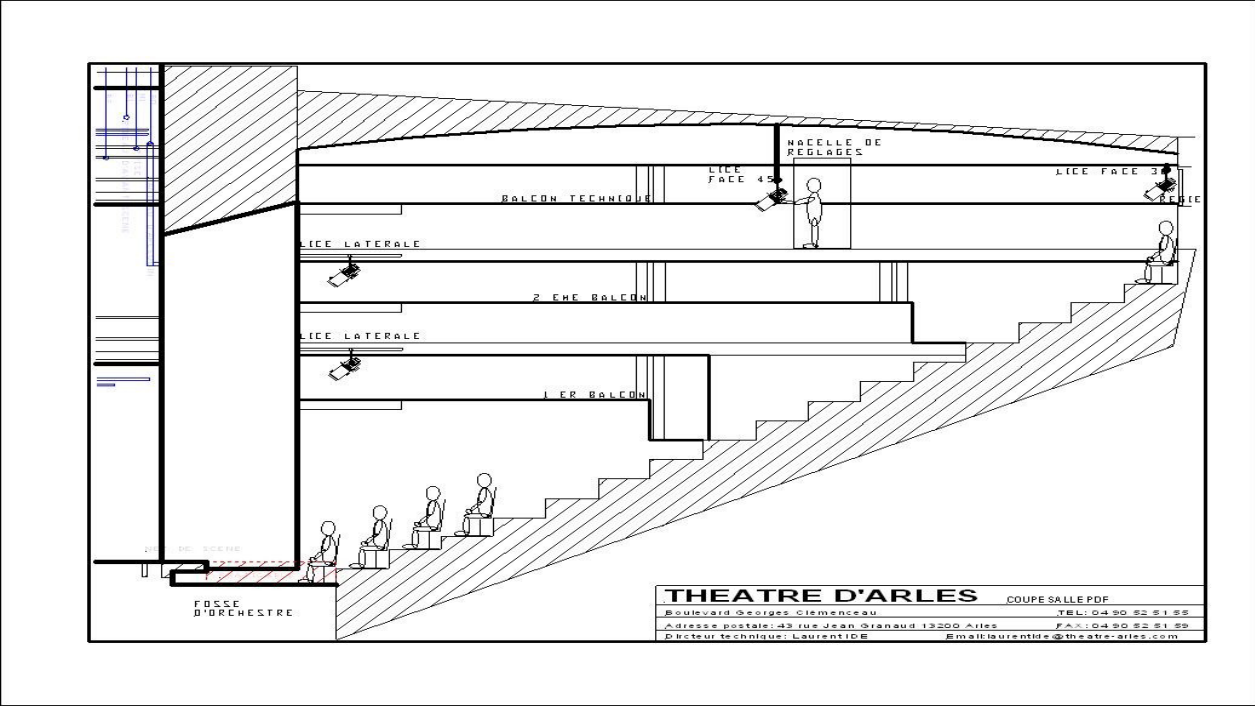 NACELLE DE
REGLAGES
LICE
FACE 45
LICE FACE 3
REGIE
BALCON TECHNIQUE
LICE LATERALE
2 EME BALCON
LICE LATERALE
1 ER BALCON
FOSSE
D'ORCHESTRE
THEATRE D'ARLES COUPE SALLE PDF
Boulevard Georges Clémenceau TEL: 04 90 52 51 55
Adresse postale: 43 rue Jean Granaud 13200 Arles FAX: 04 90 52 51 59
Dircteur technique: Laurent IDE Email:laurentide@theatre-arles.com